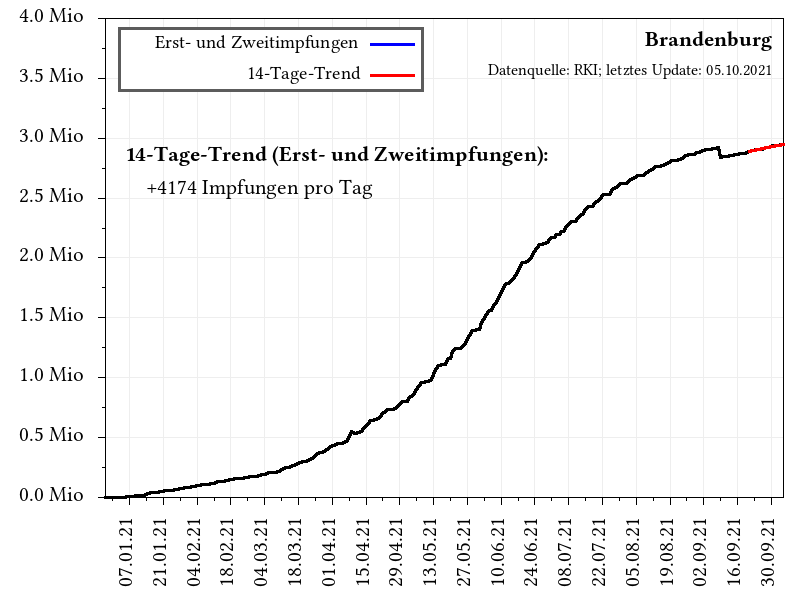 4.0 Mio
3.5 Mio
3.0 Mio
2.5 Mio
2.0 Mio
1.5 Mio
1.0 Mio
0.5 Mio
0.0 Mio
Erst- und Zweitimpfungen
14-Tage-Trend
Brandenburg
Datenquelle: RKI; letztes Update: 05.10.2021
14-Tage-Trend (Erst- und Zweitimpfungen):
+4174 Impfungen pro Tag
07.01.21
21.01.21
04.02.21
18.02.21
04.03.21
18.03.21
01.04.21
15.04.21
29.04.21
13.05.21
27.05.21
10.06.21
24.06.21
08.07.21
22.07.21
05.08.21
19.08.21
02.09.21
16.09.21
30.09.21